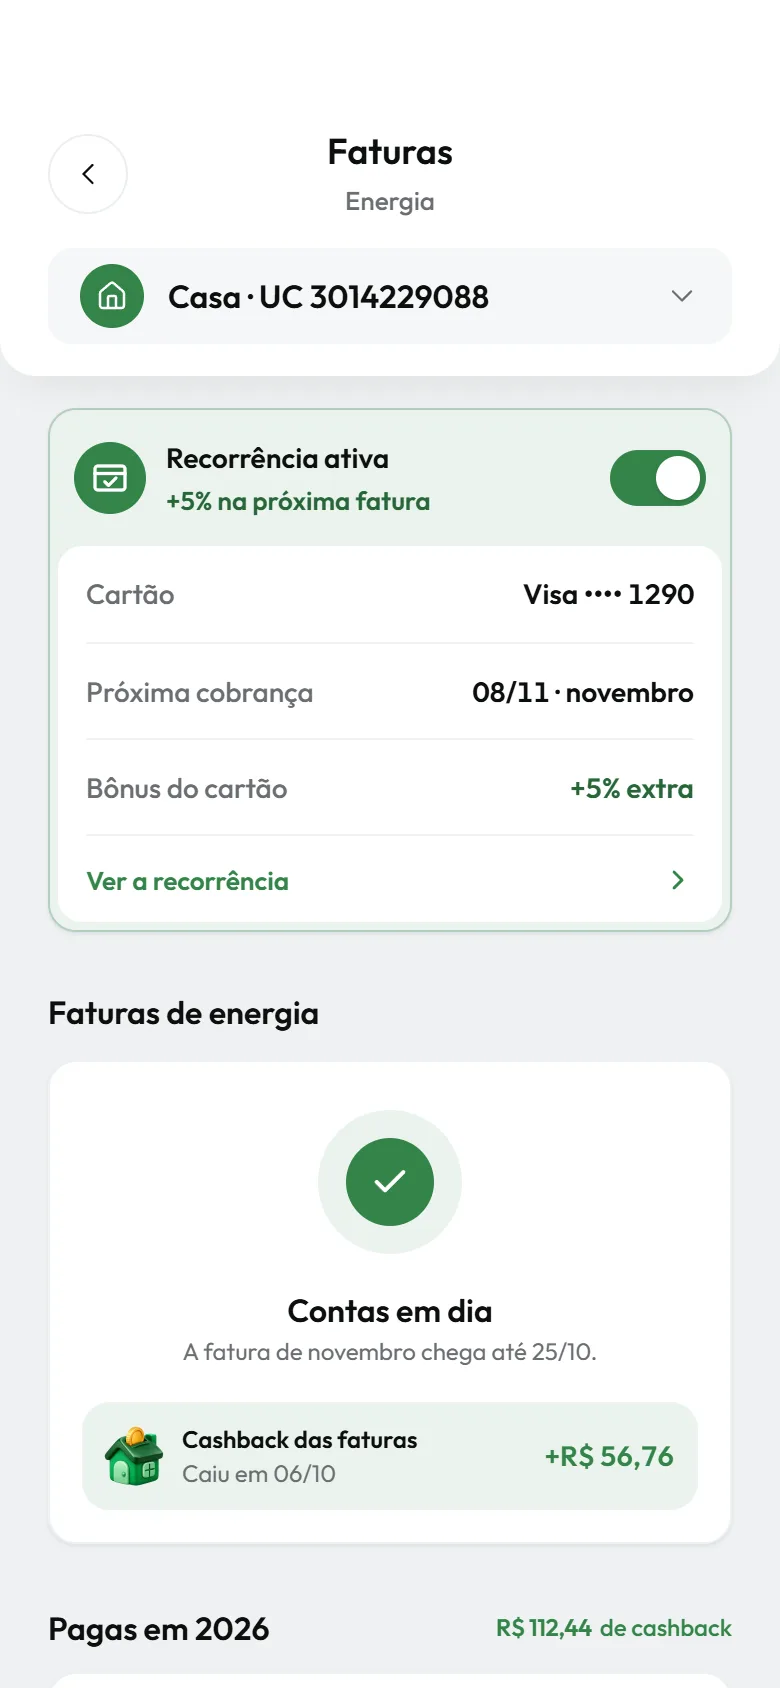 Faturas
Energia
Casa · UC 3014229088
Recorrência ativa
+5% na próxima fatura
Cartão Visa •••• 1290
Próxima cobrança 08/11 · novembro
Bônus do cartão +5% extra
Ver a recorrência
Faturas de energia
Contas em dia
A fatura de novembro chega até 25/10.
Cashback das faturas
Caiu em 06/10
+R$ 56,76
Pagas em 2026 R$ 112,44 de cashback